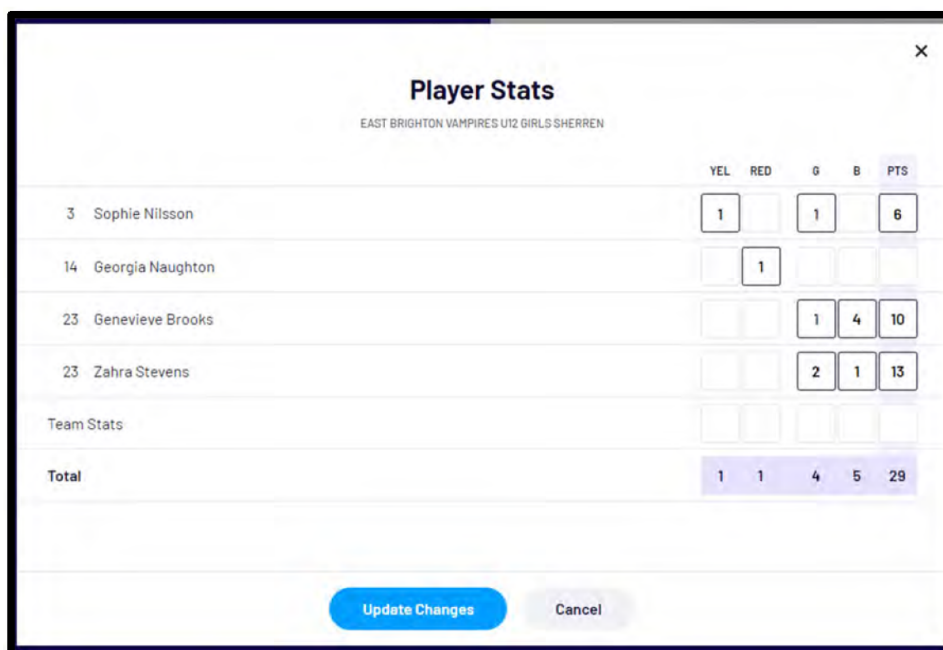 ×
Player Stats
EAST BRIGHTON VAMPIRES U12 GIRLS SHERREN
YEL RED G B PTS
3 Sophie Nilsson 1 1 6
14 Georgia Naughton 1
23 Genevieve Brooks 1 4 10
23 Zahra Stevens 2 1 13
Team Stats
Total 1 1 4 5 29
Update Changes Cancel